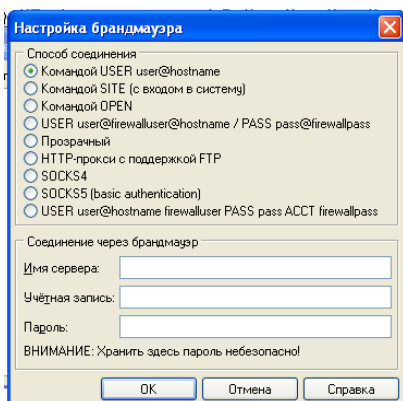 Настройка брандмауэра
Способ соединения
Командой USER user@hostname
Командой SITE (с входом в систему)
Командой OPEN
USER user@firewalluser@hostname / PASS pass@firewallpass
Прозрачный
HTTP-прокси с поддержкой FTP
SOCKS4
SOCKS5 (basic authentication)
USER user@hostname firewalluser PASS pass ACCT firewallpass
Соединение через брандмауэр
Имя сервера:
Учётная запись:
Пароль:
ВНИМАНИЕ: Хранить здесь пароль небезопасно!
OK Отмена Справка